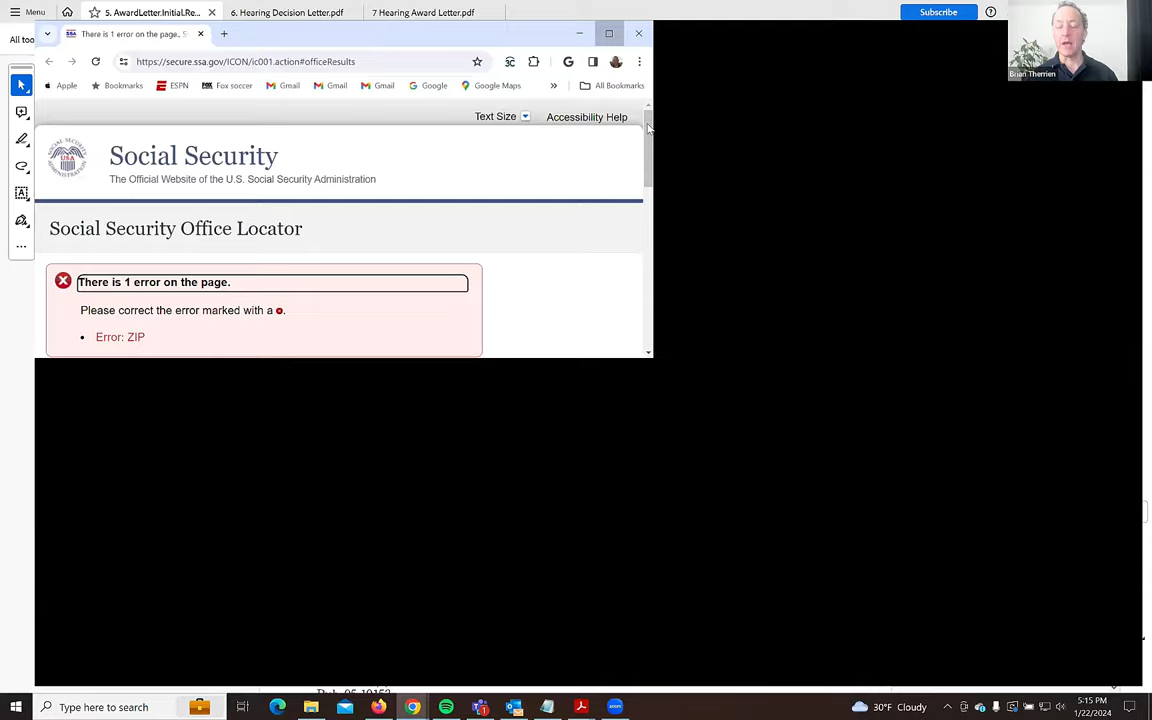 Menu
5. AwardLetter.Initial.Re...
6. Hearing Decision Letter.pdf
7 Hearing Award Letter.pdf
Subscribe
All too
There is 1 error on the page..
https://secure.ssa.gov/ICON/ic001.action#officeResults
Apple
Bookmarks
ESPN
Fox soccer
Gmail
Gmail
Gmail
Google
Google Maps
»
All Bookmarks
Text Size
Accessibility Help
Social Security
The Official Website of the U.S. Social Security Administration
Social Security Office Locator
There is 1 error on the page.
Please correct the error marked with a
Error: ZIP
Brian Therrien
Type here to search
30°F Cloudy
5:15 PM
1/22/2024